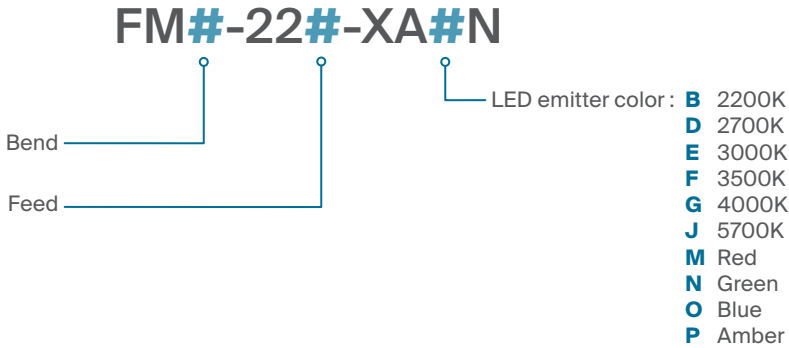 FM#-22#-XA#N
LED emitter color : B 2200K
D 2700K
Bend
E 3000K
F 3500K
Feed
G 4000K
J 5700K
M Red
N Green
O Blue
P Amber